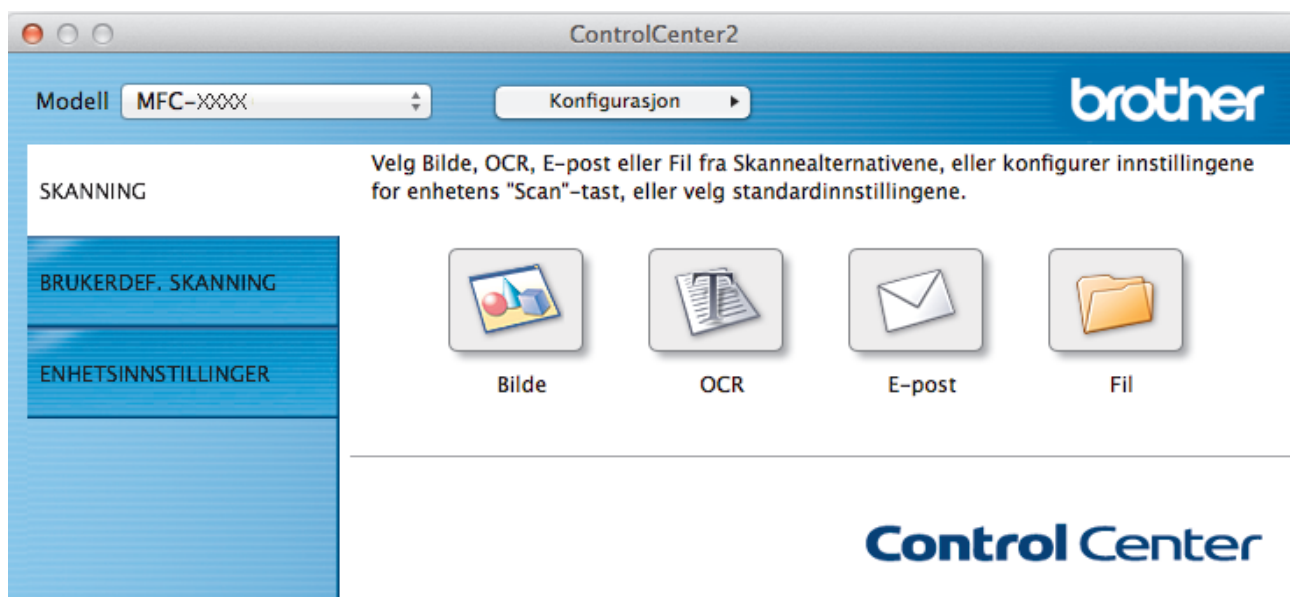 ControlCenter2
Modell MFC-XXXX Konfigurasjon
brother
SKANNING
BRUKERDEF. SKANNING
ENHETSINNSTILLINGER
Velg Bilde, OCR, E-post eller Fil fra Skannealternativene, eller konfigurer innstillingene
for enhetens "Scan"-tast, eller velg standardinnstillingene.
Bilde OCR E-post Fil
Control Center